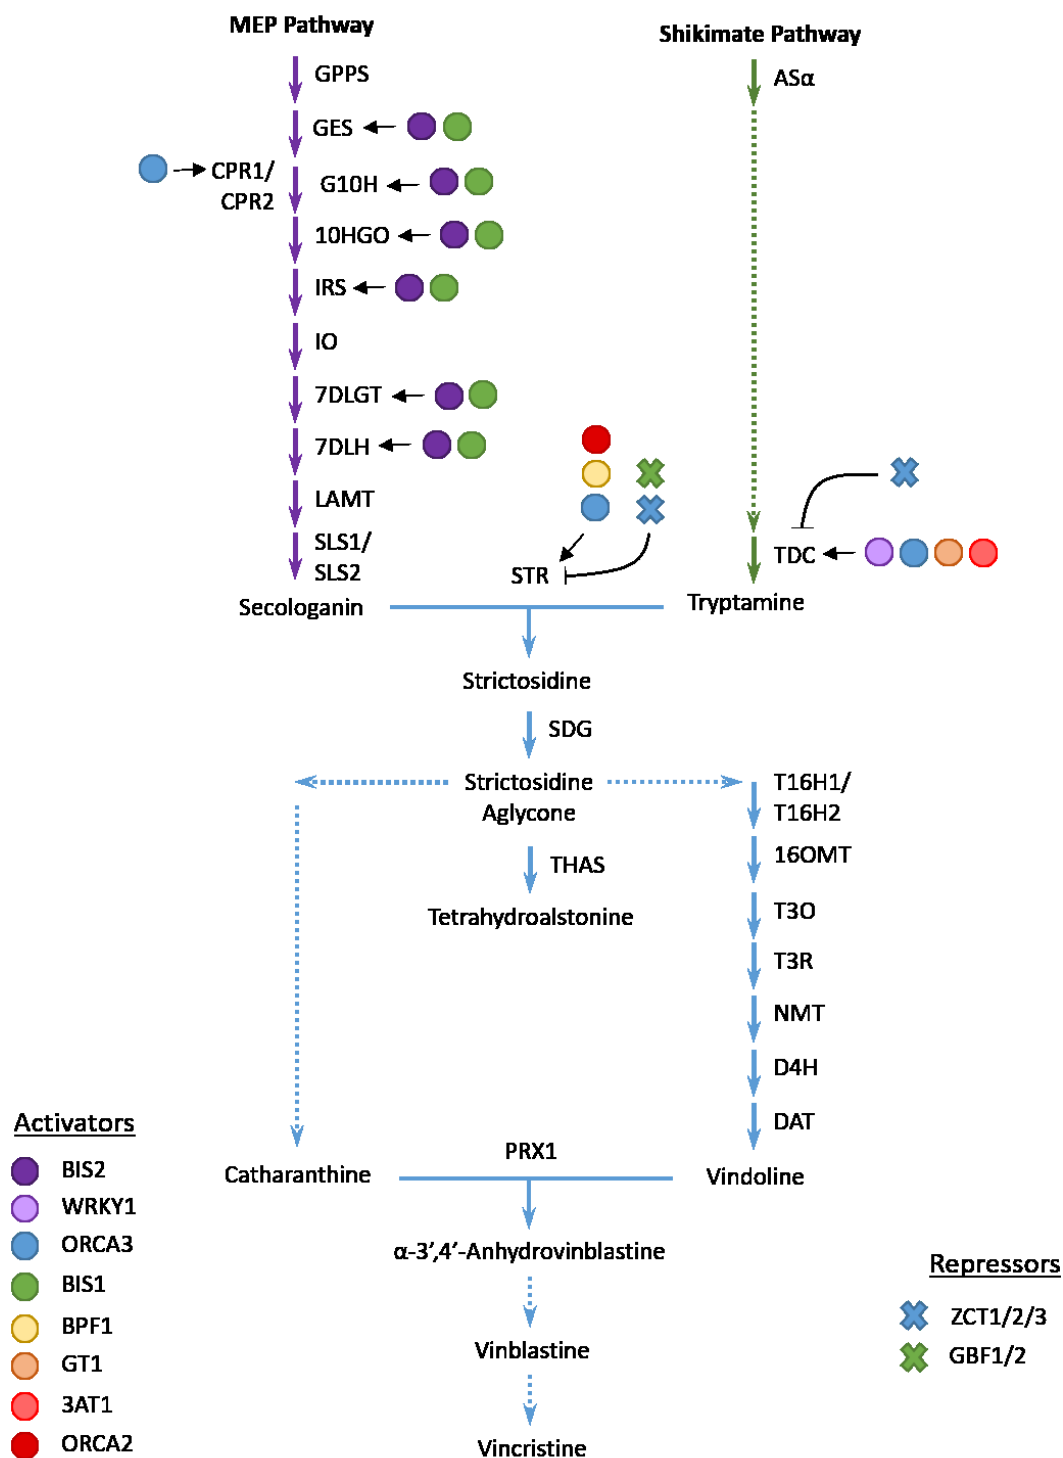 MEP Pathway
Shikimate Pathway
GPPS
ASα
GES
CPR1/
CPR2
G10H
10HGO
IRS
IO
7DLGT
7DLH
LAMT
SLS1/
SLS2
STR
TDC
Secologanin
Tryptamine
Strictosidine
SDG
Strictosidine
Aglycone
T16H1/
T16H2
16OMT
THAS
Tetrahydroalstonine
T3O
T3R
NMT
D4H
DAT
PRX1
Catharanthine
Vindoline
α-3′,4′-Anhydrovinblastine
Vinblastine
Vincristine
Activators
BIS2
WRKY1
ORCA3
BIS1
BPF1
GT1
3AT1
ORCA2
Repressors
ZCT1/2/3
GBF1/2